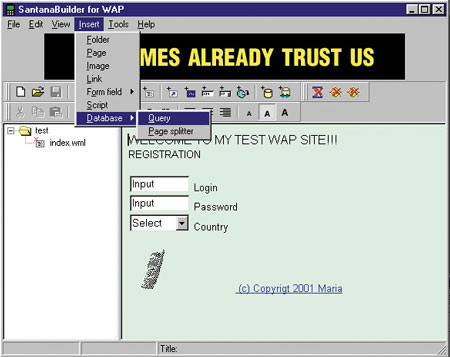 SantanaBuilder for WAP
File Edit View Insert Tools Help
MES ALREADY TRUST US
Folder
Page
Image
Link
Form field
Script
Database
Query
Page splitter
A A A
test
index.wml
WELCOME TO MY TEST WAP SITE!!!
REGISTRATION
Input Login
Input Password
Select Country
(c) Copyrigt 2001 Maria
Title: